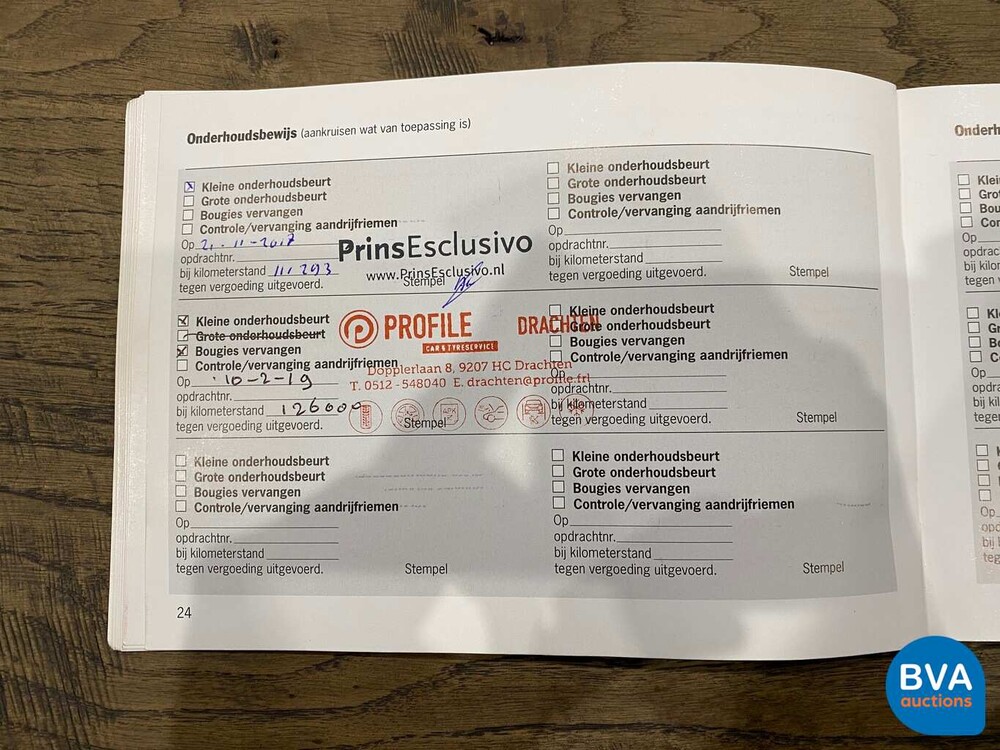 Onderhoudsbewijs (aankruisen wat van toepassing is)
Kleine onderhoudsbeurt
Grote onderhoudsbeurt
Bougies vervangen
Controle/vervanging aandrijfriemen
Op 2. - 11 - 2017
opdrachtnr.
bij kilometerstand 111 293
tegen vergoeding uitgevoerd.
Stempel
PrinsEsclusivo
www.PrinsEsclusivo.nl
Kleine onderhoudsbeurt
Grote onderhoudsbeurt
Bougies vervangen
Controle/vervanging aandrijfriemen
Op 10-2-19
opdrachtnr.
bij kilometerstand 126000
tegen vergoeding uitgevoerd.
Stempel
PROFILE DRACHTEN
CAR & TYRESERVICE
Dopplerlaan 8, 9207 HC Drachten
T. 0512 - 548040 E. drachten@profile.frl
APK
Kleine onderhoudsbeurt
Grote onderhoudsbeurt
Bougies vervangen
Controle/vervanging aandrijfriemen
Op
opdrachtnr.
bij kilometerstand
tegen vergoeding uitgevoerd.
Stempel
24
Kleine onderhoudsbeurt
Grote onderhoudsbeurt
Bougies vervangen
Controle/vervanging aandrijfriemen
Op
opdrachtnr.
bij kilometerstand
tegen vergoeding uitgevoerd.
Stempel
Kleine onderhoudsbeurt
Grote onderhoudsbeurt
Bougies vervangen
Controle/vervanging aandrijfriemen
Op
opdrachtnr.
bij kilometerstand
tegen vergoeding uitgevoerd.
Stempel
Kleine onderhoudsbeurt
Grote onderhoudsbeurt
Bougies vervangen
Controle/vervanging aandrijfriemen
Op
opdrachtnr.
bij kilometerstand
tegen vergoeding uitgevoerd.
Stempel
BVA
auctions